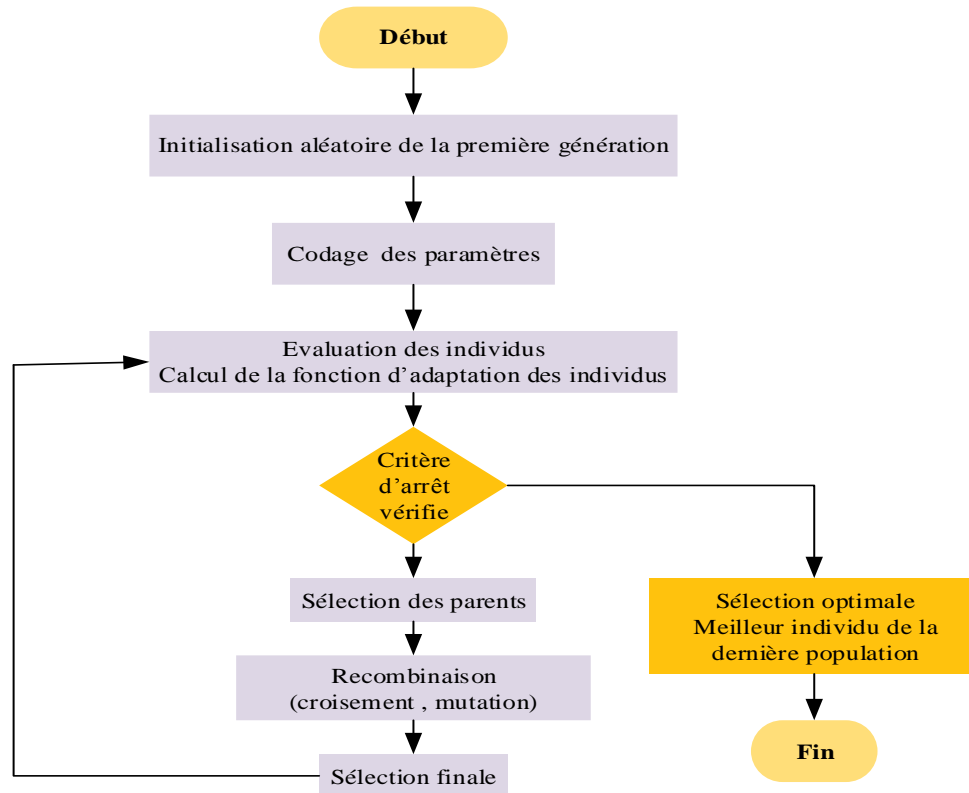 Début
Initialisation aléatoire de la première génération
Codage des paramètres
Evaluation des individus
Calcul de la fonction d'adaptation des individus
Critère
d'arrêt
vérifie
Sélection des parents
Recombinaison
(croisement , mutation)
Sélection finale
Sélection optimale
Meilleur individu de la
dernière population
Fin